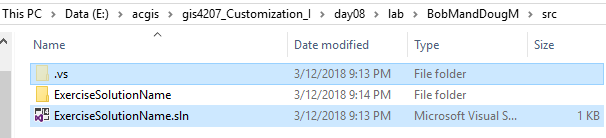 This PC > Data (E:) > acgis > gis4207_Customization_I > day08 > lab > BobMandDougM > src
Name Date modified Type Size
.vs 3/12/2018 9:13 PM File folder
ExerciseSolutionName 3/12/2018 9:14 PM File folder
ExerciseSolutionName.sln 3/12/2018 9:13 PM Microsoft Visual S... 1 KB